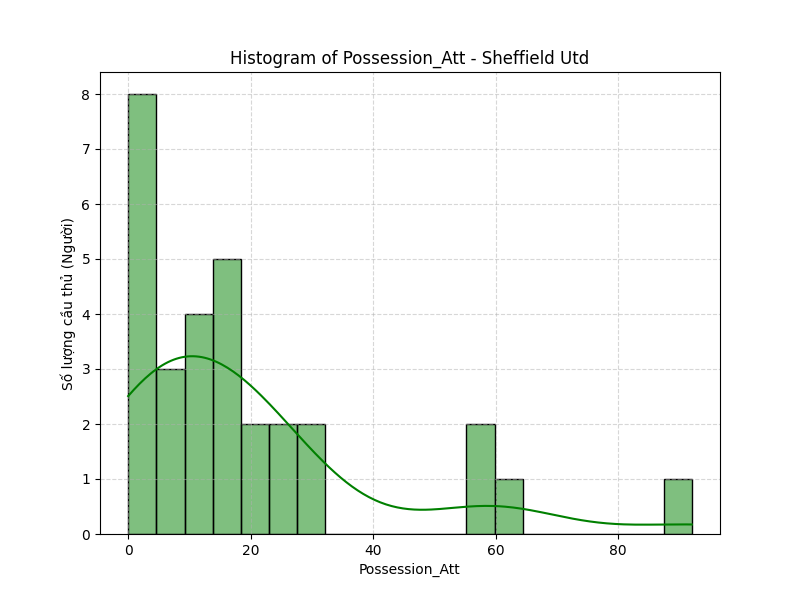 Histogram of Possession_Att - Sheffield Utd
Số lượng cầu thủ (Người)
8
7
6
5
4
3
2
1
0
0 20 40 60 80
Possession_Att